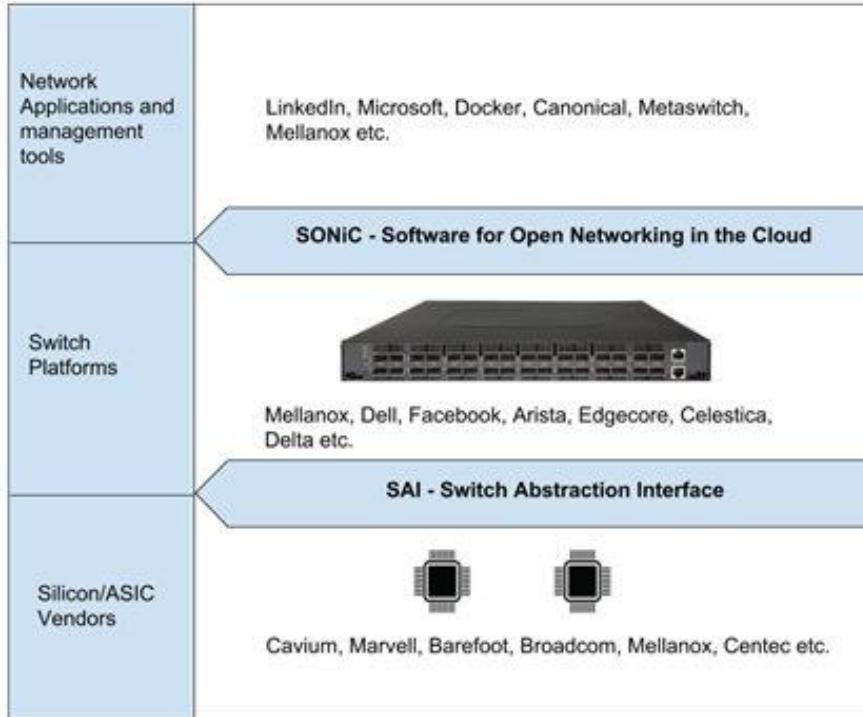 Network
Applications and
management
tools
LinkedIn, Microsoft, Docker, Canonical, Metaswitch,
Mellanox etc.
SONiC - Software for Open Networking in the Cloud
Switch
Platforms
Mellanox, Dell, Facebook, Arista, Edgecore, Celestica,
Delta etc.
SAI - Switch Abstraction Interface
Silicon/ASIC
Vendors
Cavium, Marvell, Barefoot, Broadcom, Mellanox, Centec etc.